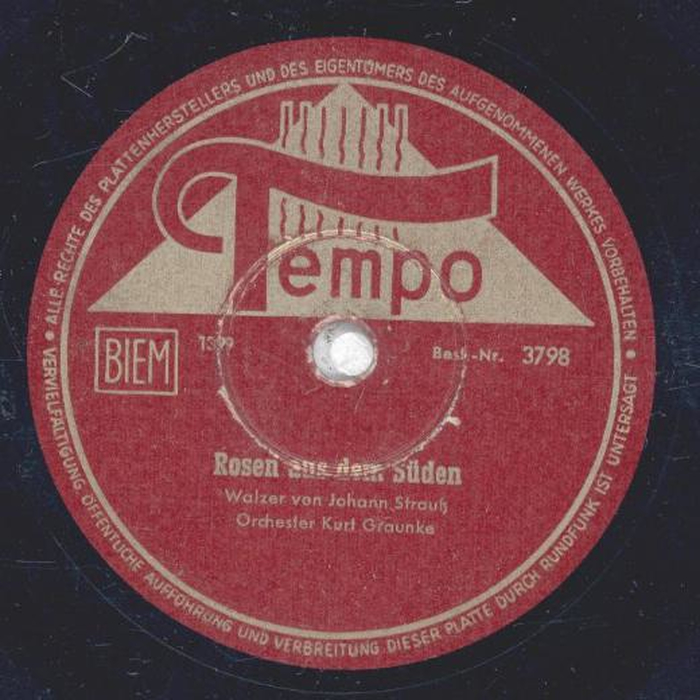 ALLE RECHTE DES PLATTENHERSTELLERS UND DES EIGENTÜMERS DES AUFGENOMMENEN WERKES VORBEHALTEN •
Tempo
BIEM
Best.-Nr. 3798
Rosen aus dem Süden
Walzer von Johann Strauß
Orchester Kurt Graunke
VERVIELFÄLTIGUNG, ÖFFENTLICHE AUFFÜHRUNG UND VERBREITUNG DIESER PLATTE DURCH RUNDFUNK IST UNTERSAGT •